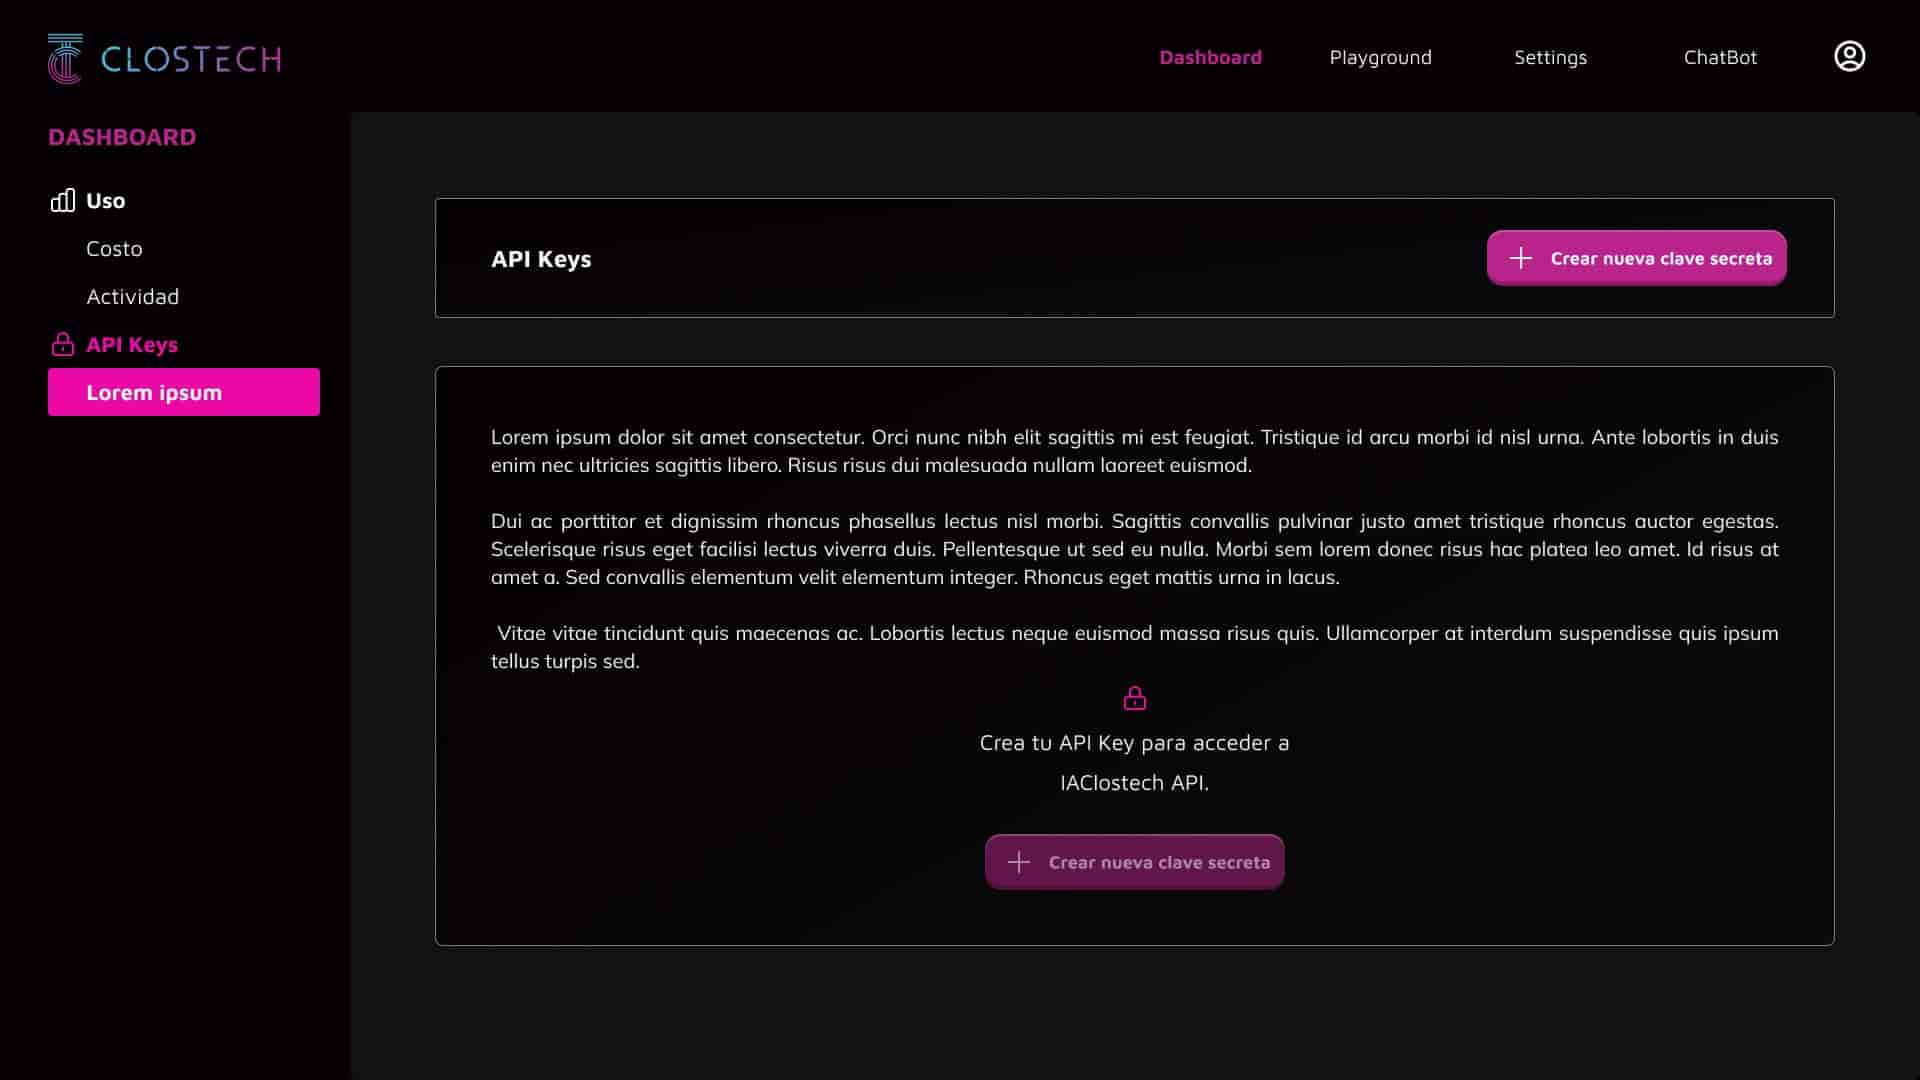 CLOSTECH
Dashboard
Playground
Settings
ChatBot
DASHBOARD
Uso
Costo
Actividad
API Keys
Lorem ipsum
API Keys
Crear nueva clave secreta
Lorem ipsum dolor sit amet consectetur. Orci nunc nibh elit sagittis mi est feugiat. Tristique id arcu morbi id nisl urna. Ante lobortis in duis
enim nec ultricies sagittis libero. Risus risus dui malesuada nullam laoreet euismod.
Dui ac porttitor et dignissim rhoncus phasellus lectus nisl morbi. Sagittis convallis pulvinar justo amet tristique rhoncus auctor egestas.
Scelerisque risus eget facilisi lectus viverra duis. Pellentesque ut sed eu nulla. Morbi sem lorem donec risus hac platea leo amet. Id risus at
amet a. Sed convallis elementum velit elementum integer. Rhoncus eget mattis urna in lacus.
Vitae vitae tincidunt quis maecenas ac. Lobortis lectus neque euismod massa risus quis. Ullamcorper at interdum suspendisse quis ipsum
tellus turpis sed.
Crea tu API Key para acceder a
IAClostech API.
Crear nueva clave secreta